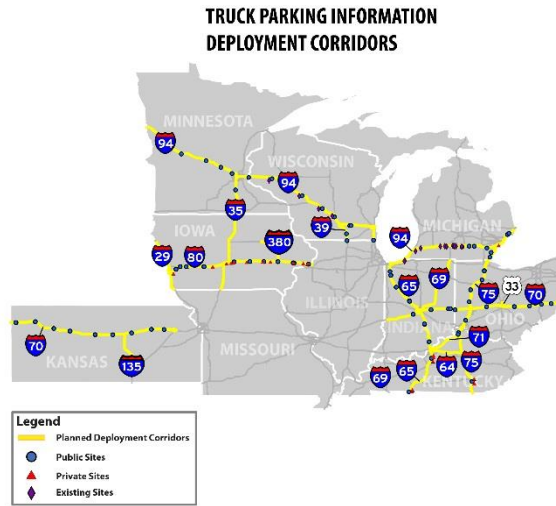 TRUCK PARKING INFORMATION
DEPLOYMENT CORRIDORS
MINNESOTA
94
WISCONSIN
94
35
39
MICHIGAN
94
IOWA
380
29
80
69
65
75
33
70
ILLINOIS
INDIANA
OHIO
70
KANSAS
135
MISSOURI
71
69
65
64
75
KENTUCKY
Legend
Planned Deployment Corridors
Public Sites
Private Sites
Existing Sites